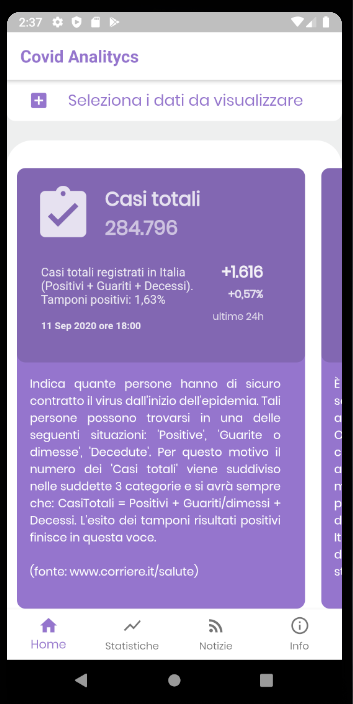 2:37
Covid Analitycs
Seleziona i dati da visualizzare
Casi totali
284.796
Casi totali registrati in Italia
(Positivi + Guariti + Decessi).
Tamponi positivi: 1,63%
+1.616
+0,57%
ultime 24h
11 Sep 2020 ore 18:00
Indica quante persone hanno di sicuro
contratto il virus dall'inizio dell'epidemia. Tali
persone possono trovarsi in una delle
seguenti situazioni: 'Positive', 'Guarite o
dimesse', 'Decedute'. Per questo motivo il
numero dei 'Casi totali' viene suddiviso
nelle suddette 3 categorie e si avrà sempre
che: CasiTotali = Positivi + Guariti/dimessi +
Decessi. L'esito dei tamponi risultati positivi
finisce in questa voce.
(fonte: www.corriere.it/salute)
Home
Statistiche
Notizie
Info